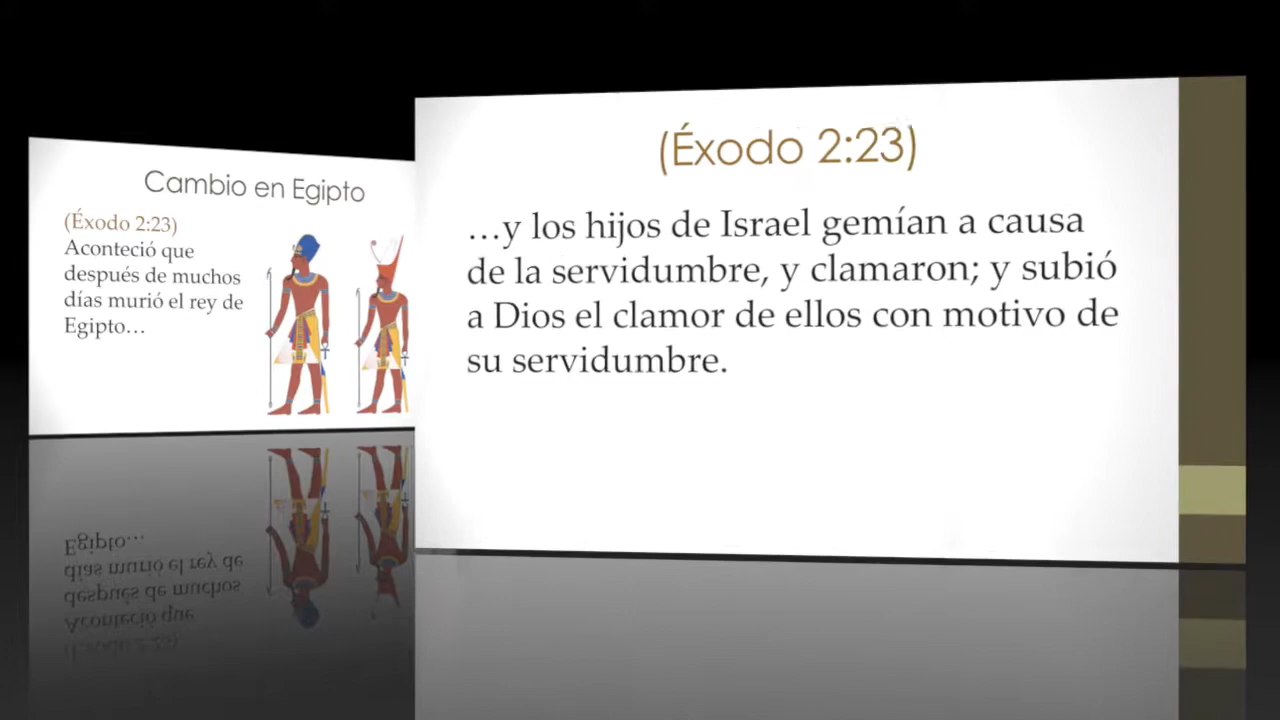 Cambio en Egipto
(Éxodo 2:23)
Aconteció que
después de muchos
días murió el rey de
Egipto…
(Éxodo 2:23)
…y los hijos de Israel gemían a causa
de la servidumbre, y clamaron; y subió
a Dios el clamor de ellos con motivo de
su servidumbre.